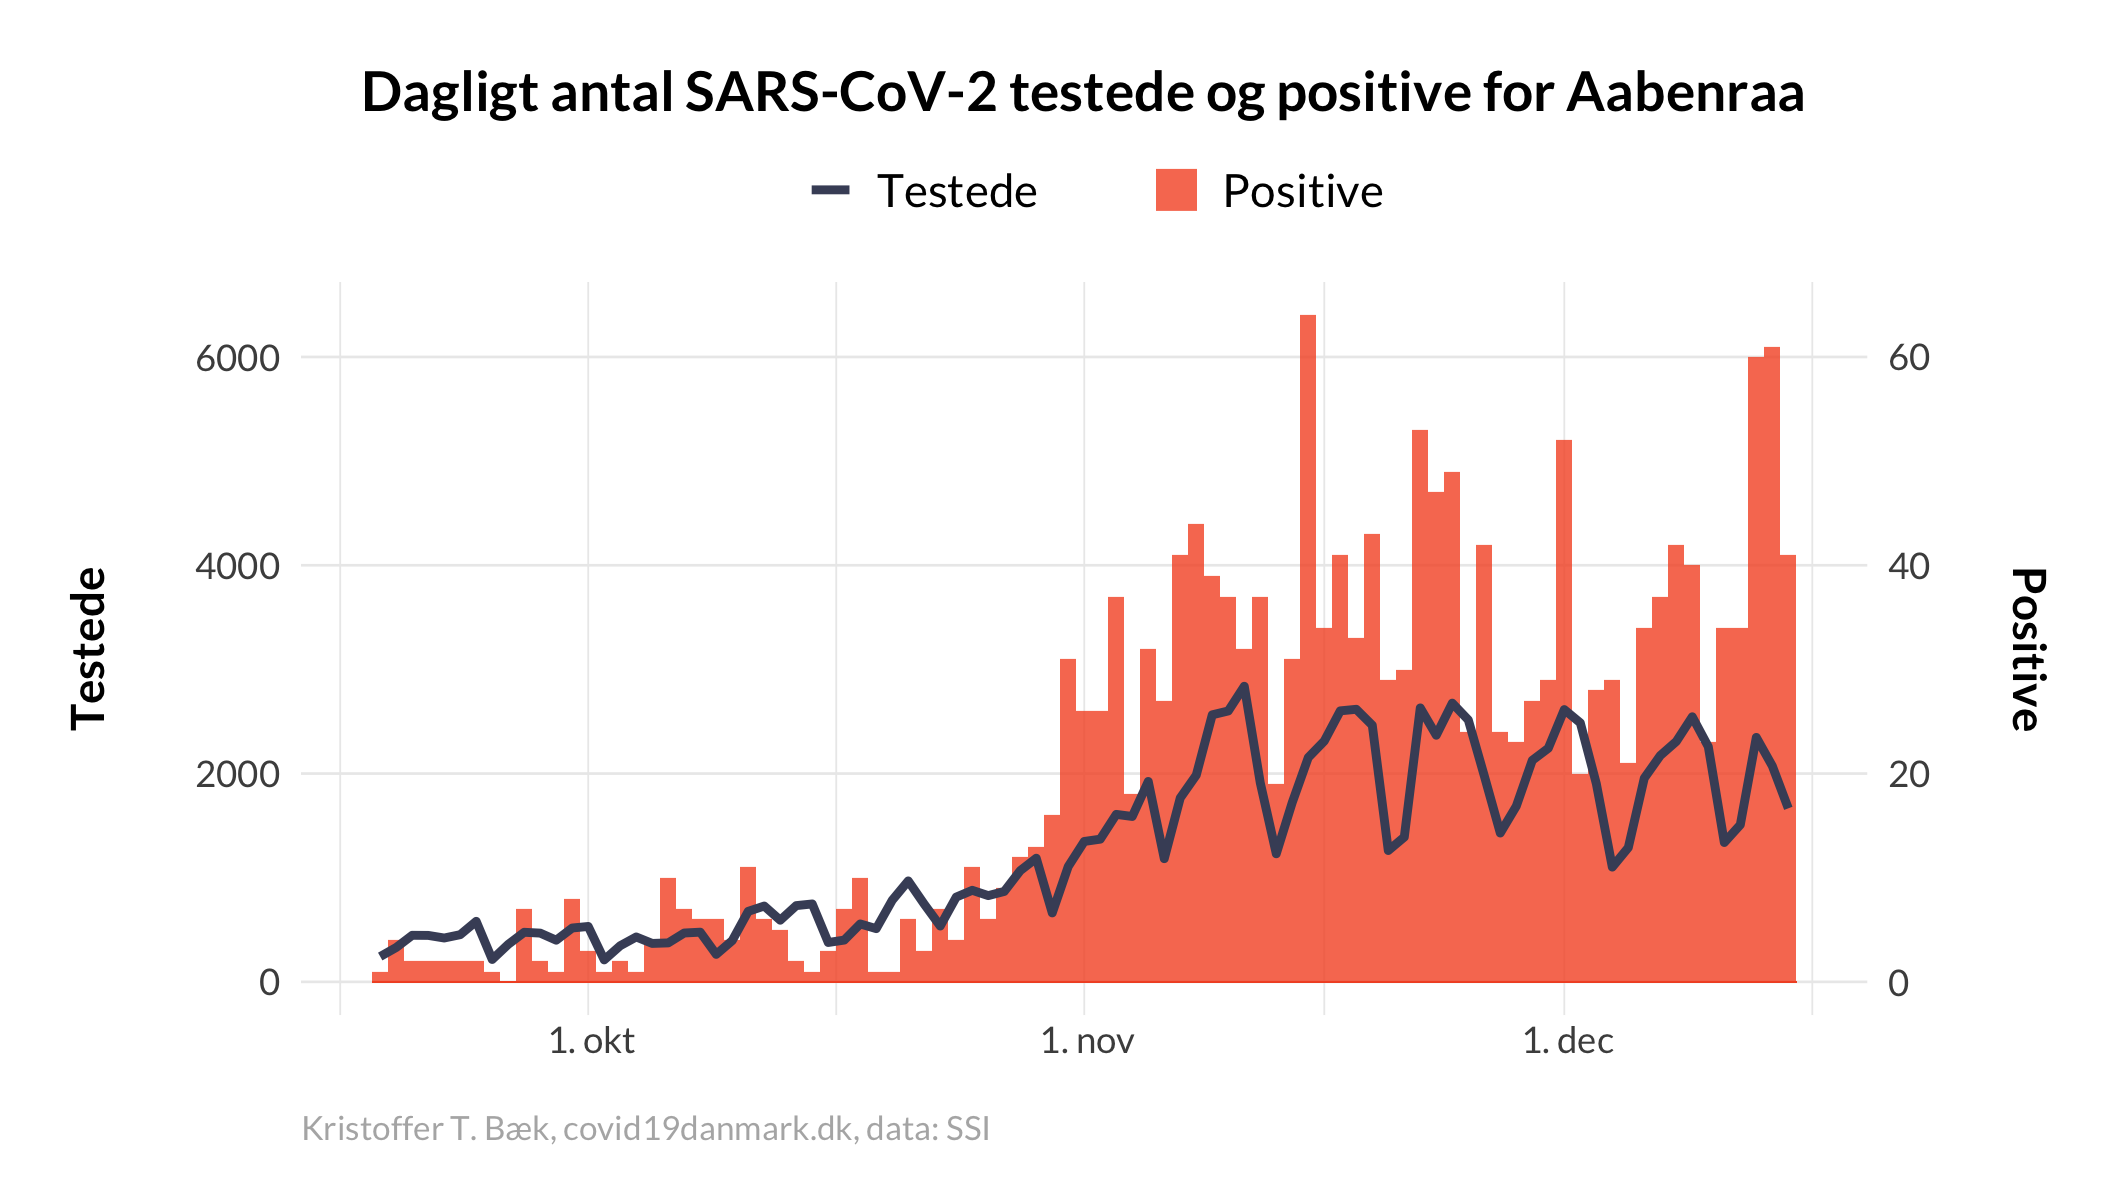 Dagligt antal SARS-CoV-2 testede og positive for Aabenraa
Testede
Positive
6000
4000
2000
0
Testede
60
40
20
0
Positive
1. okt
1. nov
1. dec
Kristoffer T. Bæk, covid19danmark.dk, data: SSI